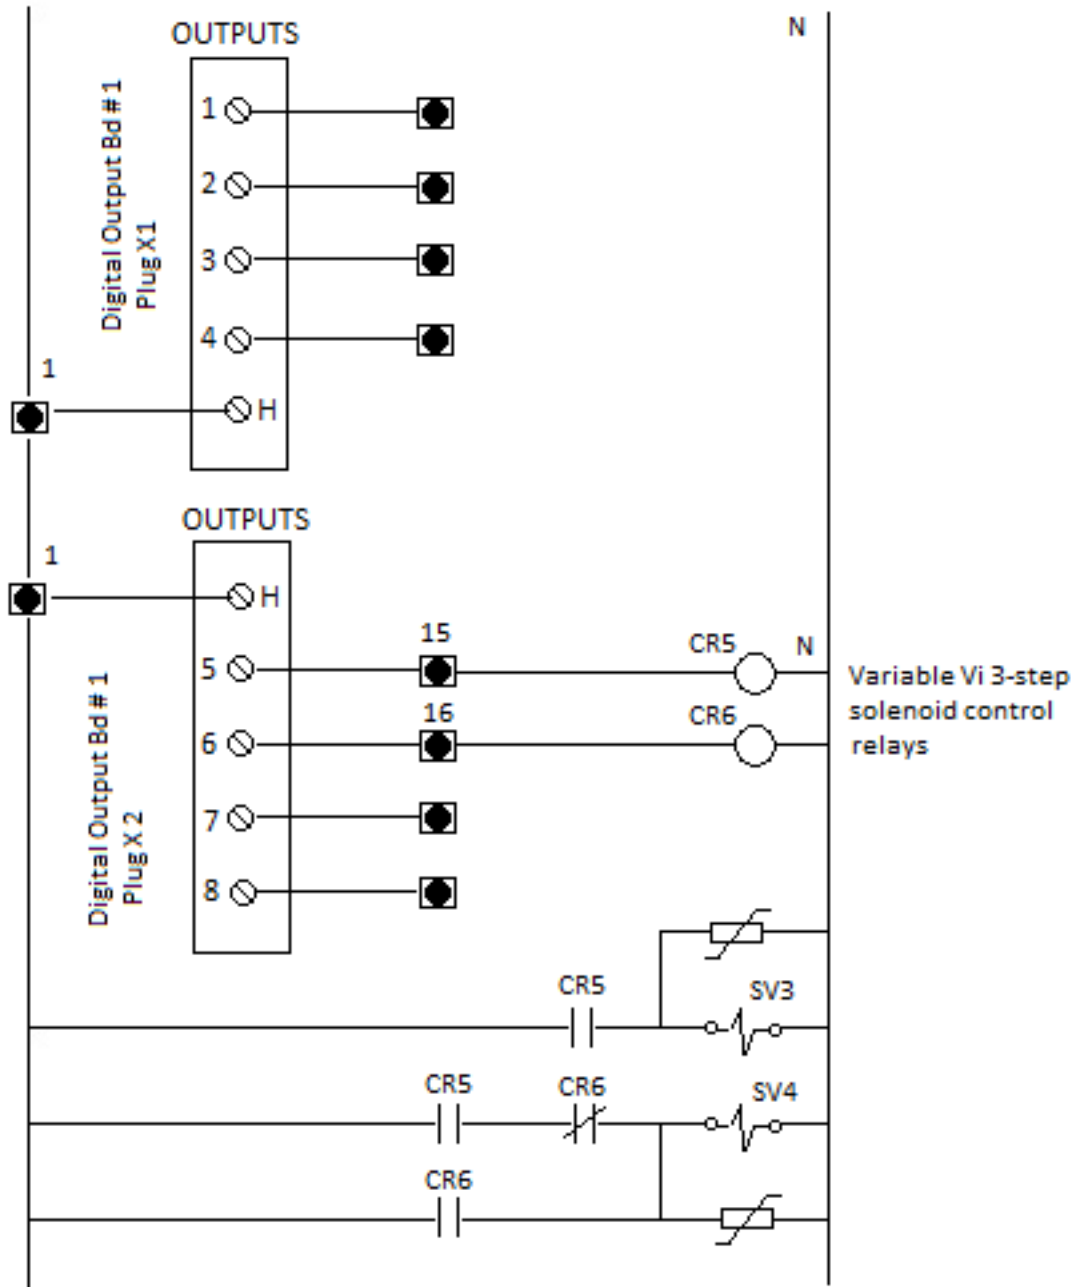 N
OUTPUTS
Digital Output Bd # 1
Plug X1
1
2
3
4
1
H
OUTPUTS
1
H
Digital Output Bd # 1
Plug X 2
5
15
CR5
N
6
16
CR6
Variable Vi 3-step
solenoid control
relays
7
8
CR5
SV3
CR5
CR6
SV4
CR6